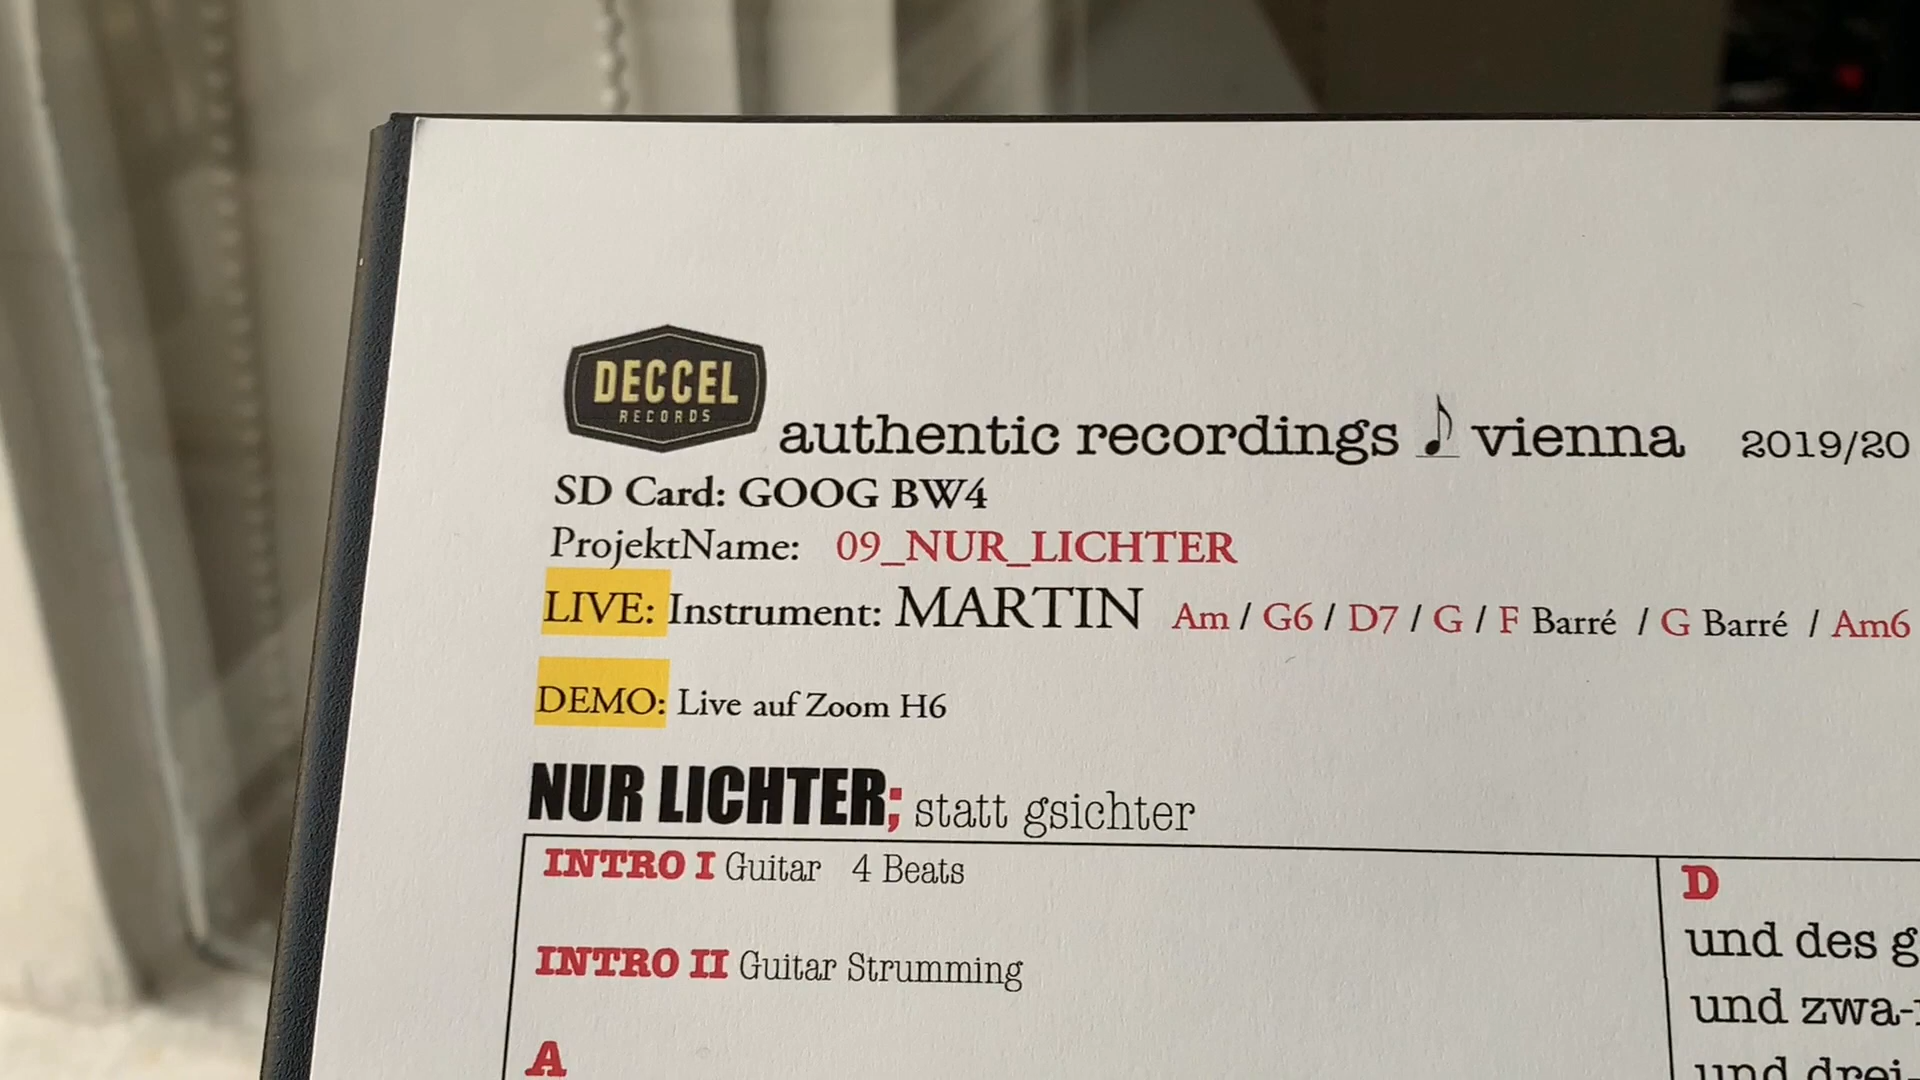 DECCEL
RECORDS
authentic recordings vienna 2019/20
SD Card: GOOG BW4
ProjektName: 09_NUR_LICHTER
LIVE: Instrument: MARTIN Am / G6 / D7 / G / F Barré / G Barré / Am6
DEMO: Live auf Zoom H6
NUR LICHTER; statt gsichter
INTRO I Guitar 4 Beats
INTRO II Guitar Strumming
A
D
und des
und zwa-
und drei-